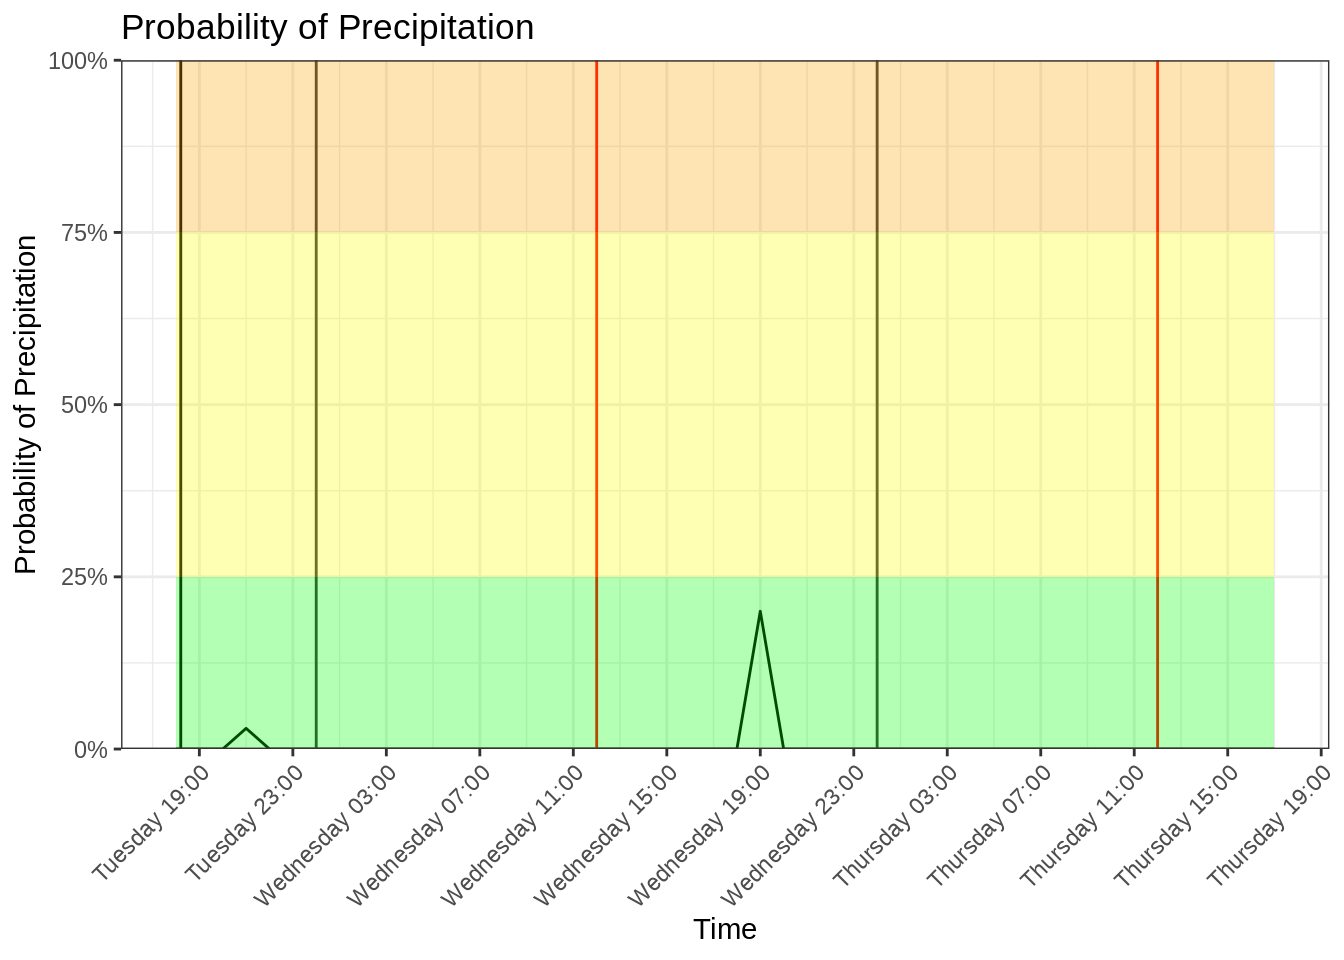 Probability of Precipitation
Probability of Precipitation
100%
75%
50%
25%
0%
Tuesday 19:00
Tuesday 23:00
Wednesday 03:00
Wednesday 07:00
Wednesday 11:00
Wednesday 15:00
Wednesday 19:00
Wednesday 23:00
Thursday 03:00
Thursday 07:00
Thursday 11:00
Thursday 15:00
Thursday 19:00
Time